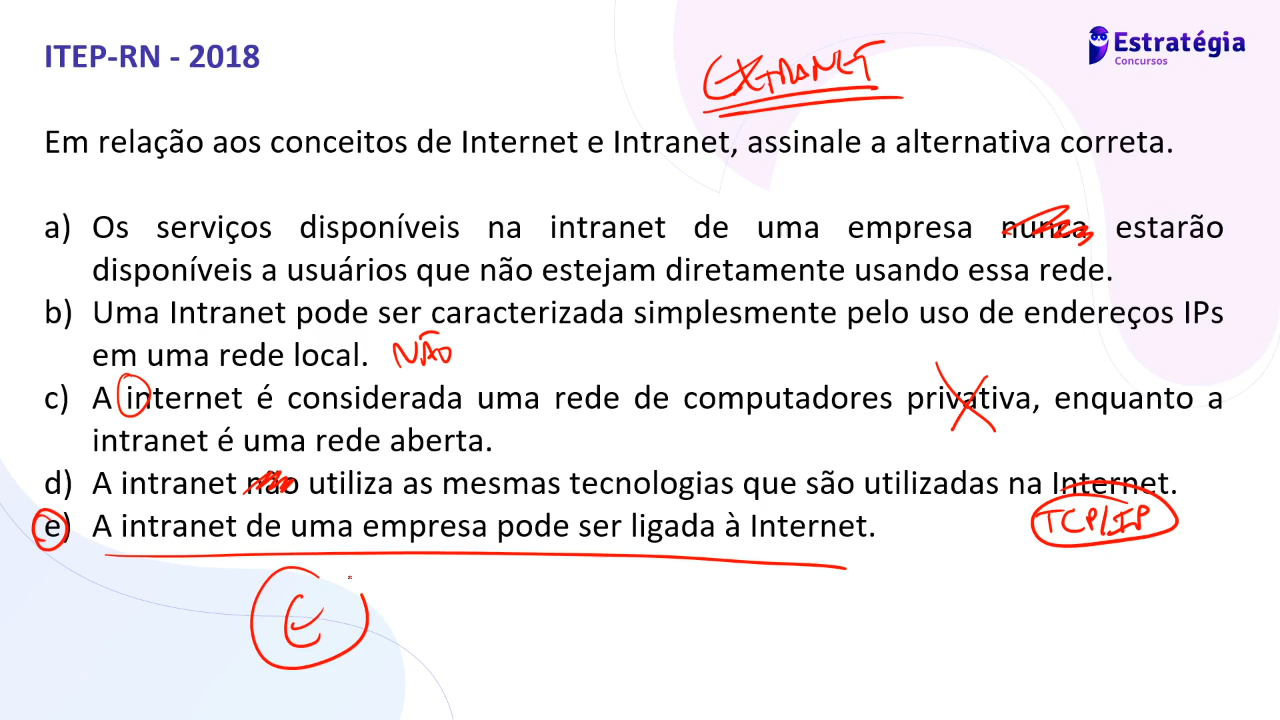 ITEP-RN - 2018
EXTRANET
Estratégia
Concursos
Em relação aos conceitos de Internet e Intranet, assinale a alternativa correta.
a) Os serviços disponíveis na intranet de uma empresa nunca estarão
disponíveis a usuários que não estejam diretamente usando essa rede.
b) Uma Intranet pode ser caracterizada simplesmente pelo uso de endereços IPs
em uma rede local. NÃO
c) A internet é considerada uma rede de computadores privativa, enquanto a
intranet é uma rede aberta.
d) A intranet não utiliza as mesmas tecnologias que são utilizadas na Internet.
e) A intranet de uma empresa pode ser ligada à Internet. TCP/IP
E